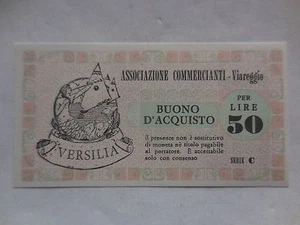 ASSOCIAZIONE COMMERCIANTI - Viareggio
BUONO
D'ACQUISTO
PER
LIRE
50
il presente non è sostitutivo
di moneta nè titolo pagabile
al portatore. È accettabile
solo con consenso
SERIE C
VERSILIA